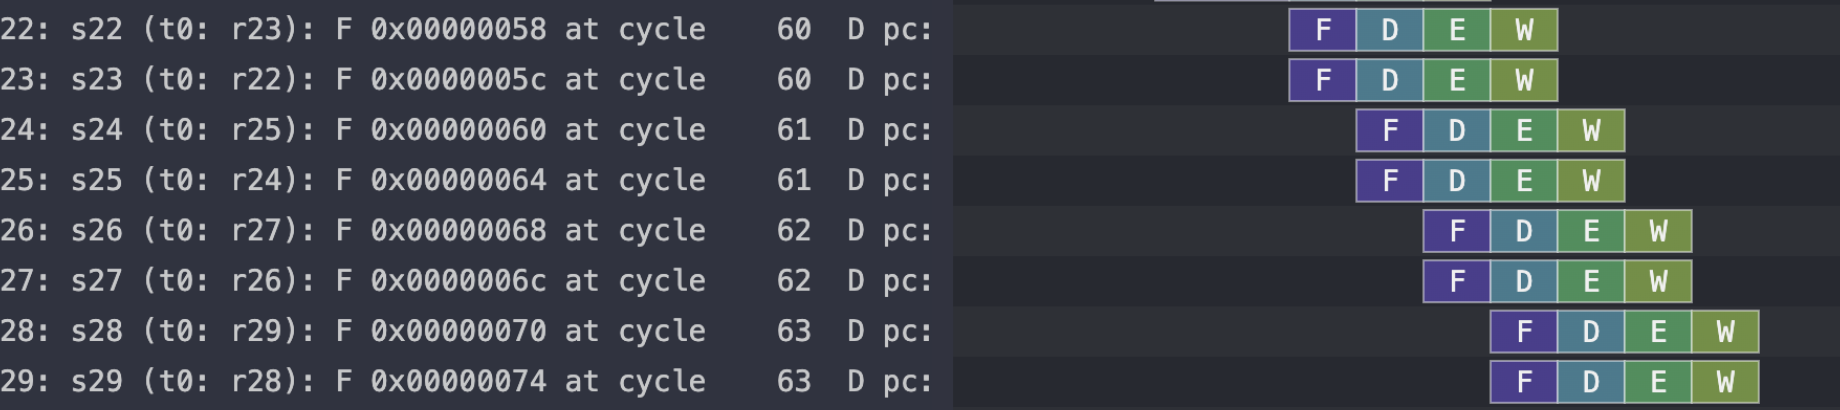 22: s22 (t0: r23): F 0x00000058 at cycle 60 D pc: F D E W
23: s23 (t0: r22): F 0x0000005c at cycle 60 D pc: F D E W
24: s24 (t0: r25): F 0x00000060 at cycle 61 D pc: F D E W
25: s25 (t0: r24): F 0x00000064 at cycle 61 D pc: F D E W
26: s26 (t0: r27): F 0x00000068 at cycle 62 D pc: F D E W
27: s27 (t0: r26): F 0x0000006c at cycle 62 D pc: F D E W
28: s28 (t0: r29): F 0x00000070 at cycle 63 D pc: F D E W
29: s29 (t0: r28): F 0x00000074 at cycle 63 D pc: F D E W